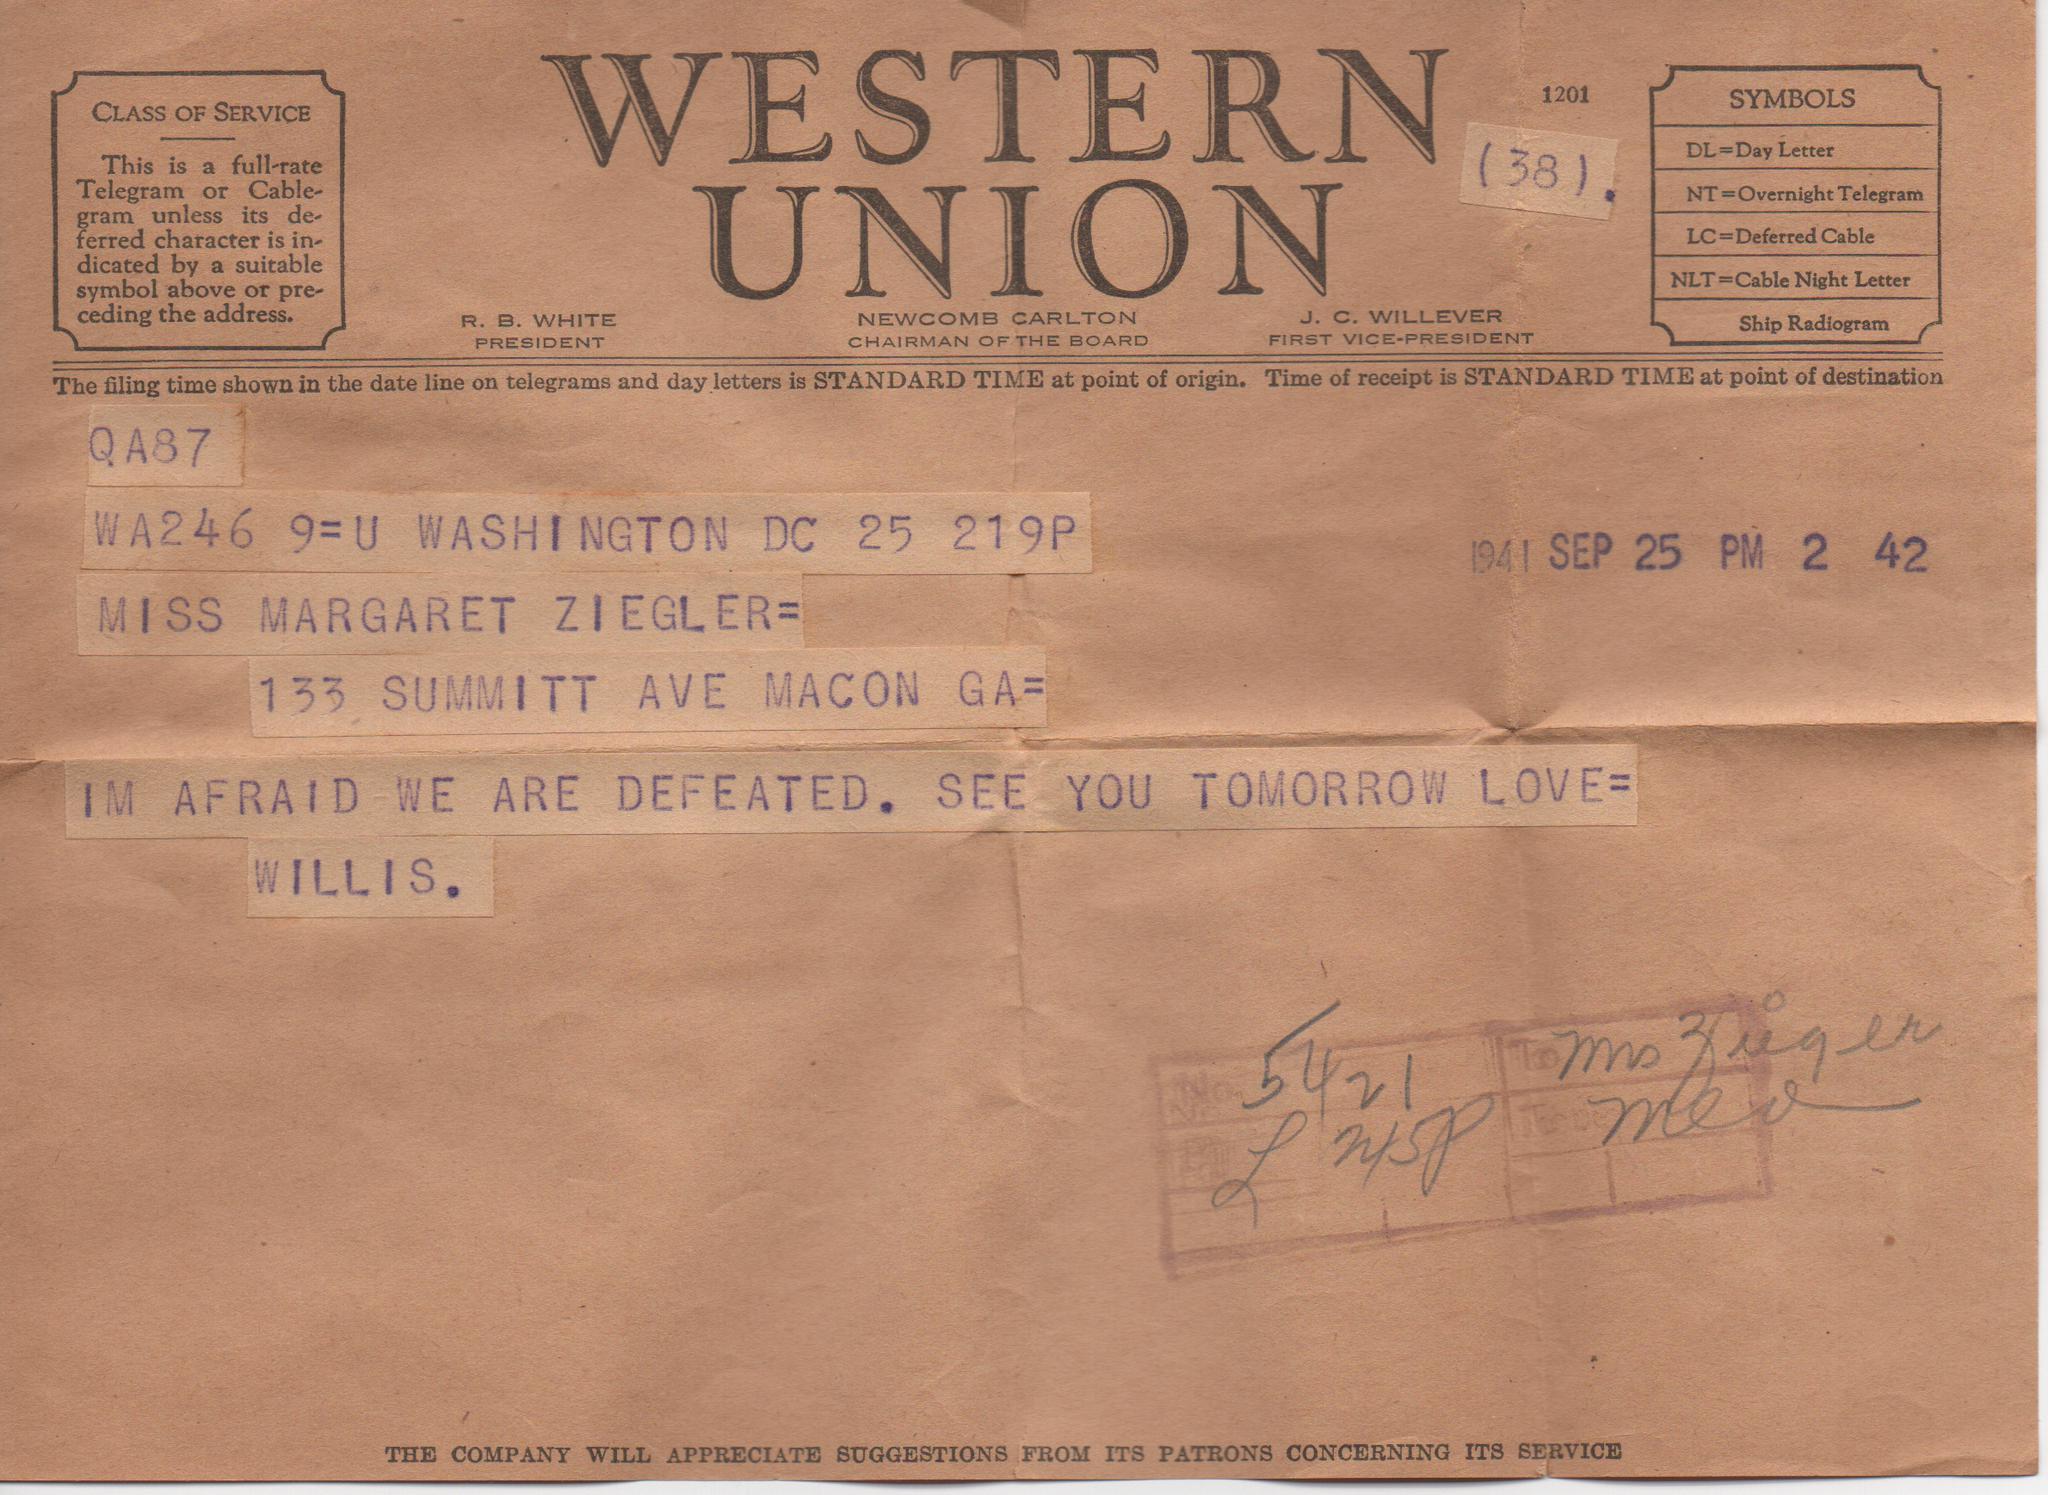 WESTERN
UNION
1201
(38).
CLASS OF SERVICE
This is a full-rate
Telegram or Cable-
gram unless its de-
ferred character is in-
dicated by a suitable
symbol above or pre-
ceding the address.
SYMBOLS
DL=Day Letter
NT=Overnight Telegram
LC=Deferred Cable
NLT=Cable Night Letter
Ship Radiogram
R. B. WHITE
PRESIDENT
NEWCOMB CARLTON
CHAIRMAN OF THE BOARD
J. C. WILLEVER
FIRST VICE-PRESIDENT
The filing time shown in the date line on telegrams and day letters is STANDARD TIME at point of origin. Time of receipt is STANDARD TIME at point of destination
QA87
WA246 9=U WASHINGTON DC 25 219P
1941 SEP 25 PM 2 42
MISS MARGARET ZIEGLER=
133 SUMMITT AVE MACON GA=
IM AFRAID WE ARE DEFEATED. SEE YOU TOMORROW LOVE=
WILLIS.
5421
Mrs
L 245P
THE COMPANY WILL APPRECIATE SUGGESTIONS FROM ITS PATRONS CONCERNING ITS SERVICE